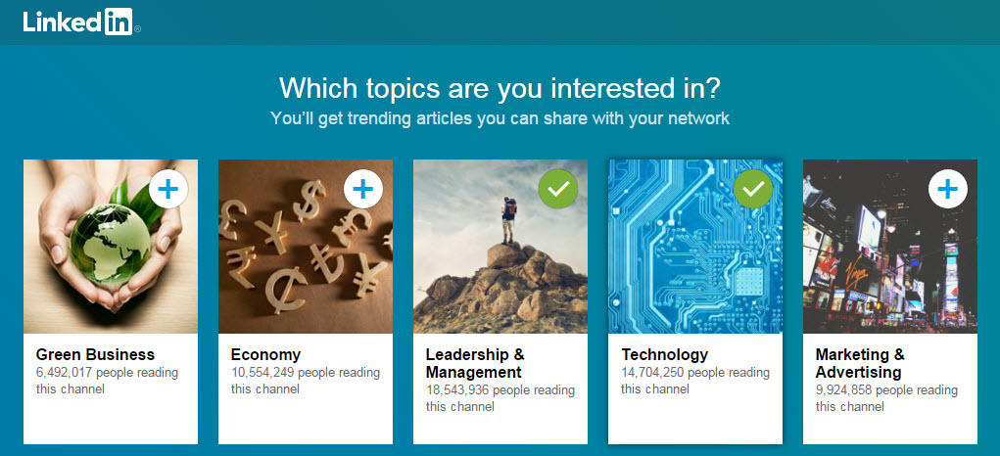 Linked in ®
Which topics are you interested in?
You'll get trending articles you can share with your network
Green Business
6,492,017 people reading
this channel
Economy
10,554,249 people reading
this channel
Leadership &
Management
18,543,936 people reading
this channel
Technology
14,704,250 people reading
this channel
Virgin
Marketing &
Advertising
9,924,858 people reading
this channel